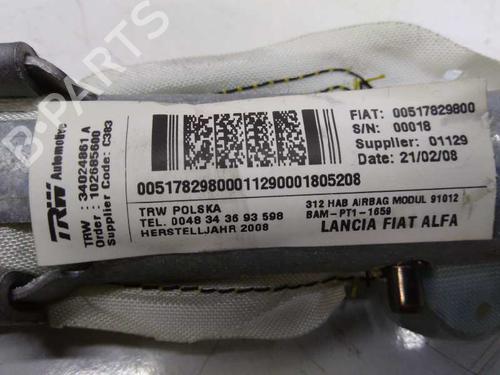 TRW Automotive
TRW : 34024861 A
Order : 102685600
Supplier Code: C383
FIAT: 00517829800
S/N: 00018
Supplier: 01129
Date: 21/02/08
00517829800011290001805208
TRW POLSKA
TEL. 0048 34 36 93 598
HERSTELLJAHR 2008
312 HAB AIRBAG MODUL 91012
BAM-PT1-1659
LANCIA FIAT ALFA
B-PARTS